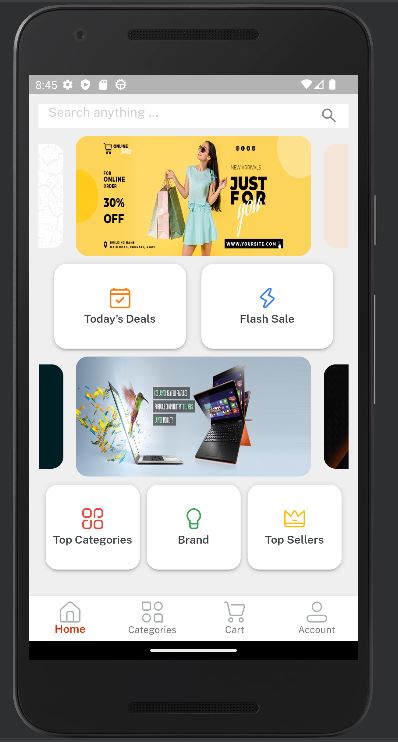 8:45
Search anything ...
ONLINE
FOR
ONLINE
ORDER
30%
OFF
NEW ARRIVALS
JUST
FOR
you
WWW.YOURSITE.COM
Today's Deals
Flash Sale
Top Categories
Brand
Top Sellers
Home
Categories
Cart
Account